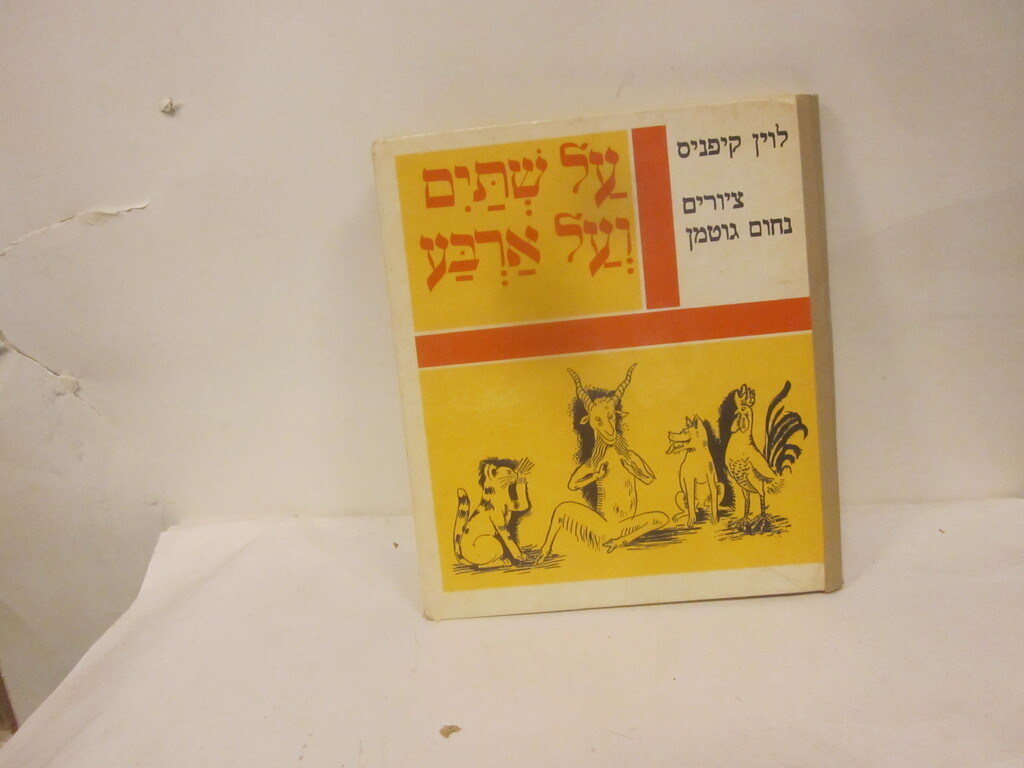 לוין קיפניס
ציורים
נחום גוטמן
עַל שְׁתַּיִם
וְעַל אַרְבַּע